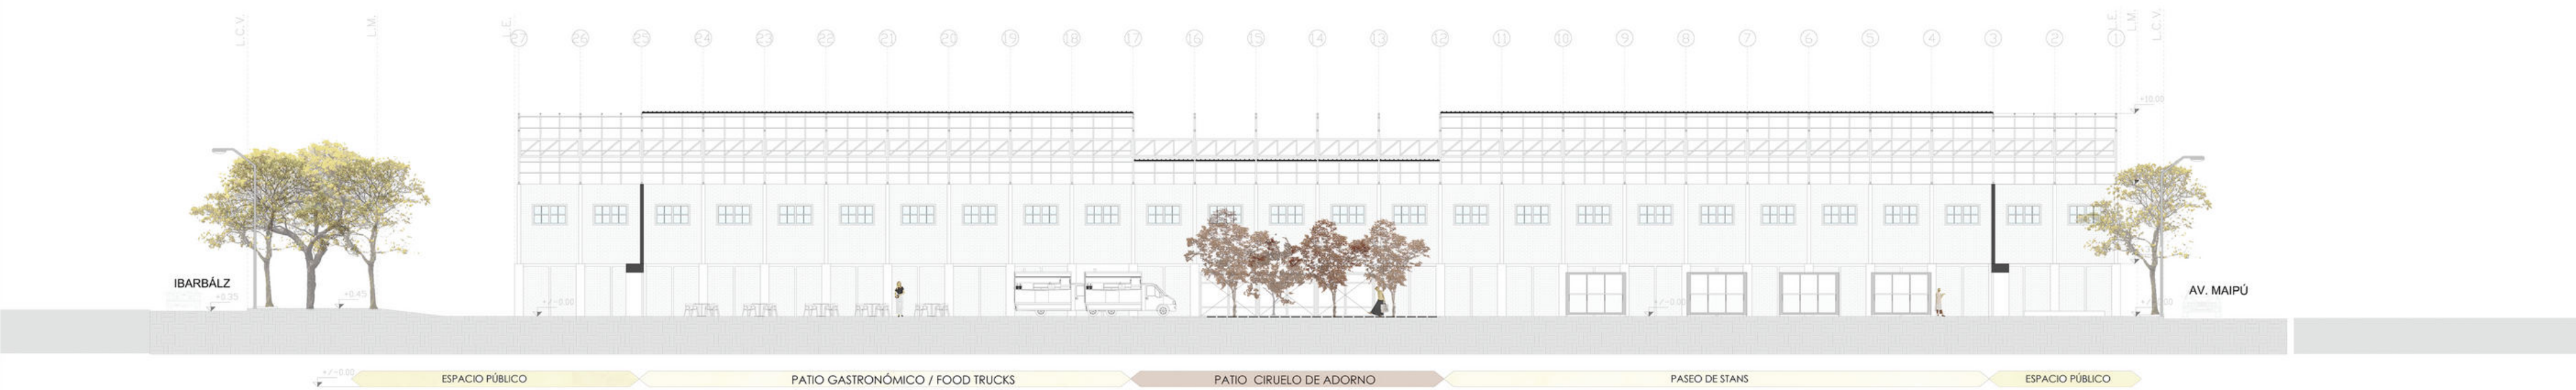 L.C.V. L.M. L.E. L.E. L.M. L.C.V.
27 26 25 24 23 22 21 20 19 18 17 16 15 14 13 12 11 10 9 8 7 6 5 4 3 2 1
+10.00
IBARBÁLZ
AV. MAIPÚ
+0.35 +0.45 +/-0.00 +/-0.00
+/-0.00
ESPACIO PÚBLICO
PATIO GASTRONÓMICO / FOOD TRUCKS
PATIO CIRUELO DE ADORNO
PASEO DE STANS
ESPACIO PÚBLICO